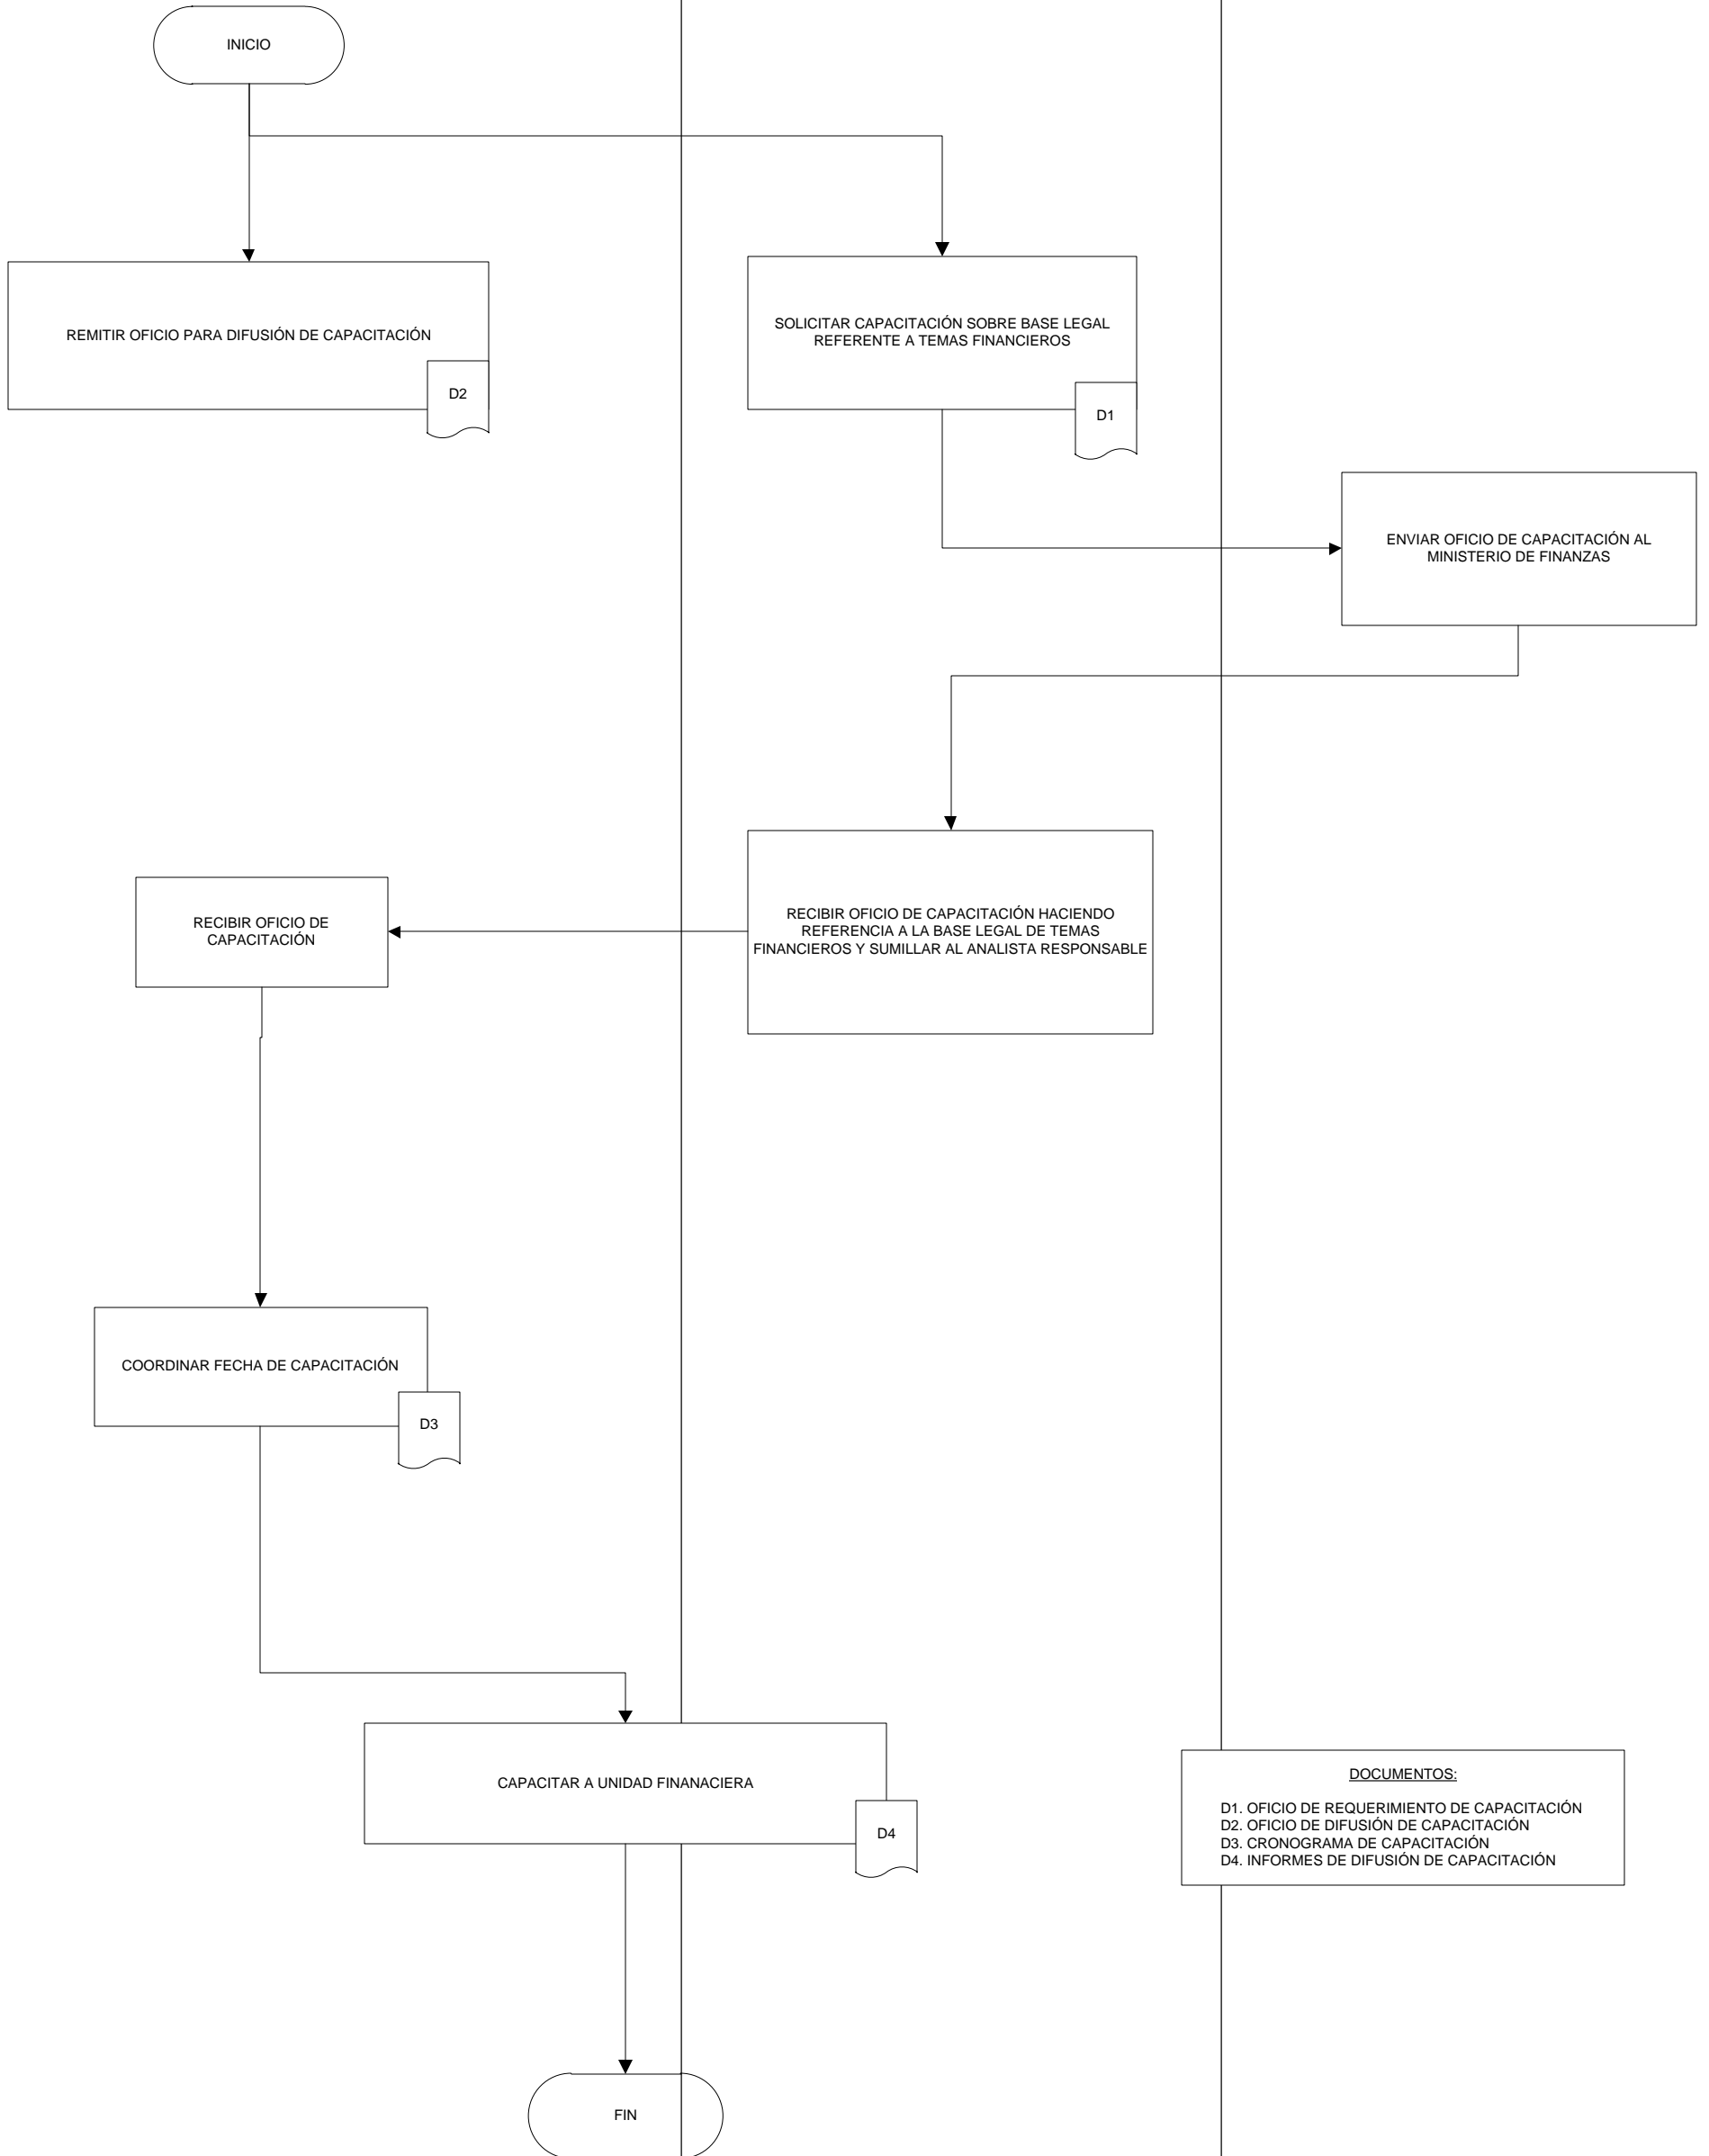 INICIO
REMITIR OFICIO PARA DIFUSIÓN DE CAPACITACIÓN
D2
SOLICITAR CAPACITACIÓN SOBRE BASE LEGAL
REFERENTE A TEMAS FINANCIEROS
D1
ENVIAR OFICIO DE CAPACITACIÓN AL
MINISTERIO DE FINANZAS
RECIBIR OFICIO DE CAPACITACIÓN HACIENDO
REFERENCIA A LA BASE LEGAL DE TEMAS
FINANCIEROS Y SUMILLAR AL ANALISTA RESPONSABLE
RECIBIR OFICIO DE
CAPACITACIÓN
COORDINAR FECHA DE CAPACITACIÓN
D3
CAPACITAR A UNIDAD FINANACIERA
D4
DOCUMENTOS:
D1. OFICIO DE REQUERIMIENTO DE CAPACITACIÓN
D2. OFICIO DE DIFUSIÓN DE CAPACITACIÓN
D3. CRONOGRAMA DE CAPACITACIÓN
D4. INFORMES DE DIFUSIÓN DE CAPACITACIÓN
FIN